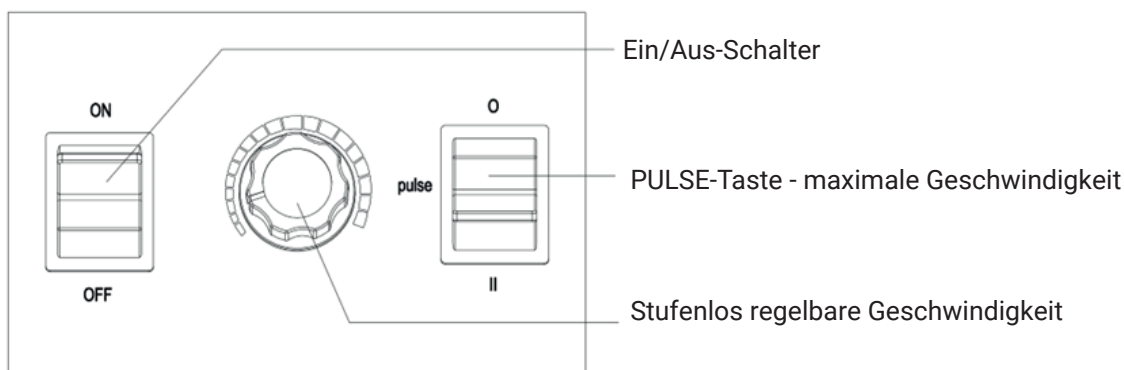 Ein/Aus-Schalter
ON
O
pulse
PULSE-Taste - maximale Geschwindigkeit
OFF
II
Stufenlos regelbare Geschwindigkeit